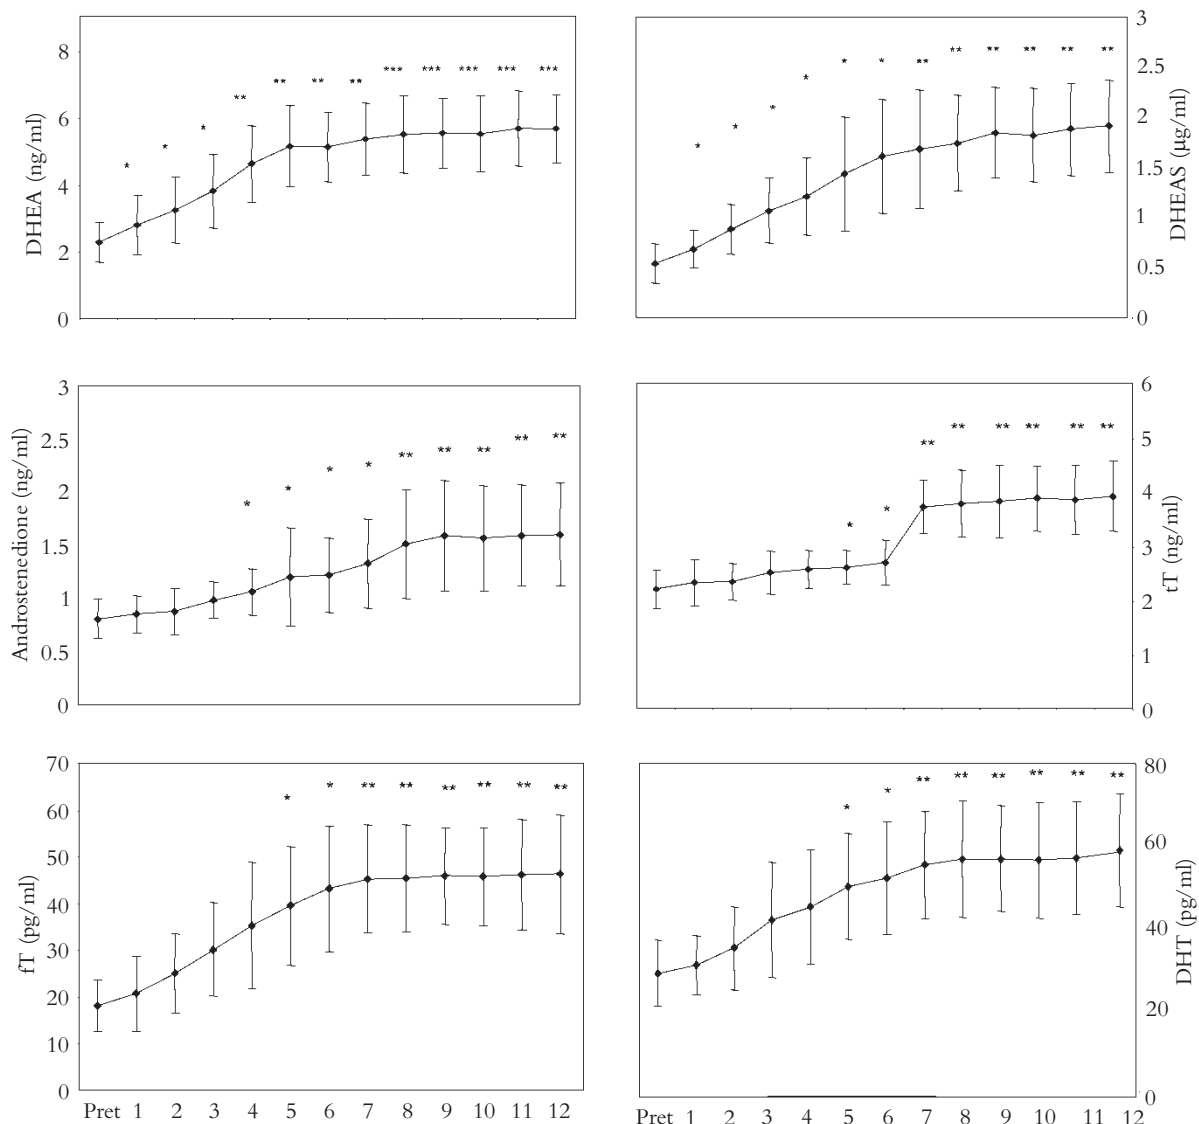 8
6
4
2
0
DHEA (ng/ml)
* * * ** ** ** ** *** *** *** *** ***
3
2.5
2
1.5
1
0.5
0
DHEAS (µg/ml)
* * * * * * ** ** ** ** ** **
3
2.5
2
1.5
1
0.5
0
Androstenedione (ng/ml)
* * * * ** ** ** ** **
6
5
4
3
2
1
0
tT (ng/ml)
* * ** ** ** ** ** **
70
60
50
40
30
20
10
0
fT (pg/ml)
* * ** ** ** ** ** **
Pret 1 2 3 4 5 6 7 8 9 10 11 12
80
60
40
20
0
DHT (pg/ml)
* * ** ** ** ** ** **
Pret 1 2 3 4 5 6 7 8 9 10 11 12